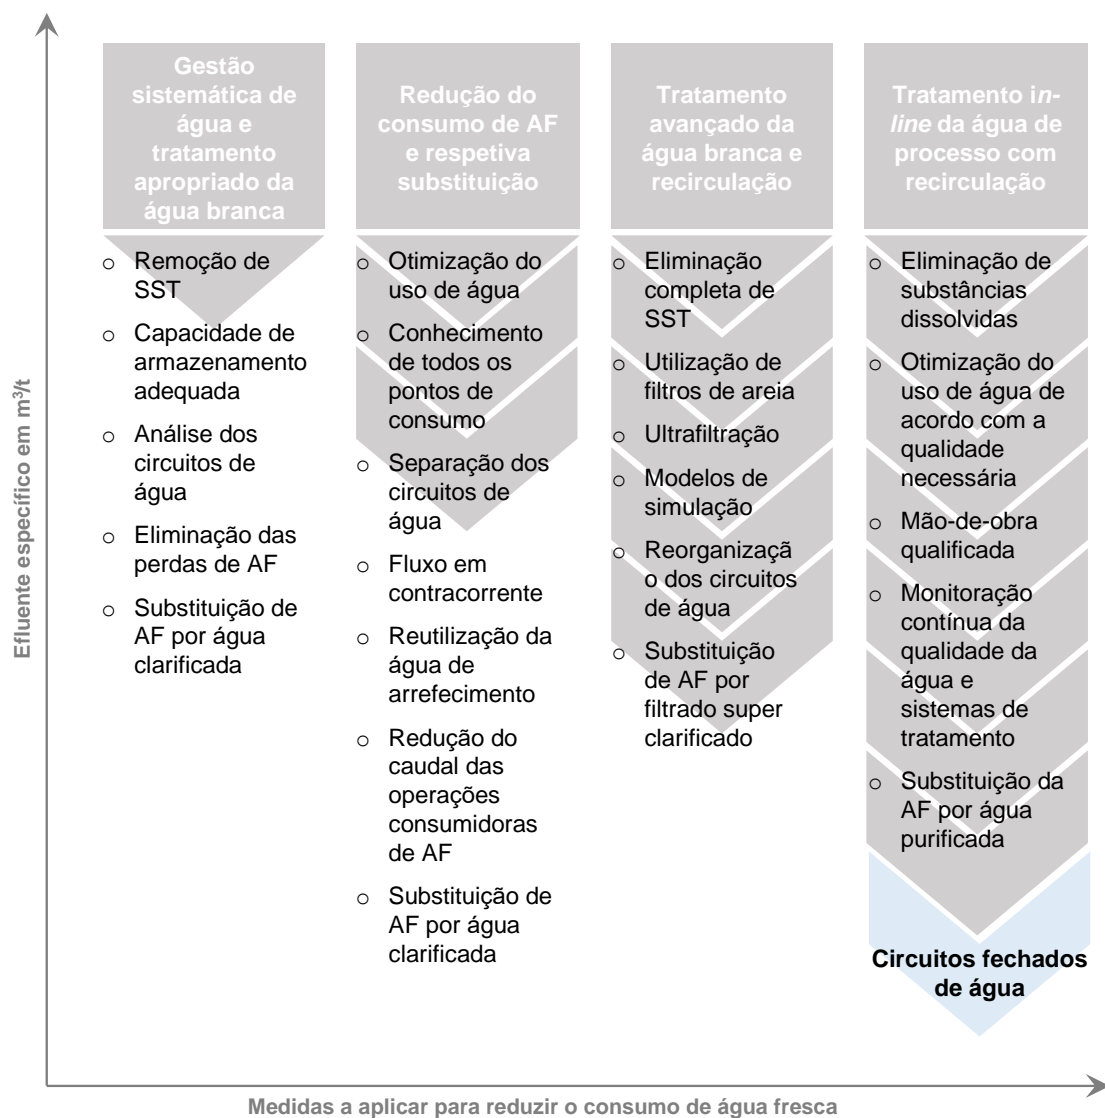 Gestão
sistemática de
água e
tratamento
apropriado da
água branca
o Remoção de
SST
o Capacidade de
armazenamento
adequada
o Análise dos
circuitos de
água
o Eliminação das
perdas de AF
o Substituição de
AF por água
clarificada
Redução do
consumo de AF
e respetiva
substituição
o Otimização do
uso de água
o Conhecimento
de todos os
pontos de
consumo
o Separação dos
circuitos de
água
o Fluxo em
contracorrente
o Reutilização da
água de
arrefecimento
o Redução do
caudal das
operações
consumidoras
de AF
o Substituição de
AF por água
clarificada
Tratamento
avançado da
água branca e
recirculação
o Eliminação
completa de
SST
o Utilização de
filtros de areia
o Ultrafiltração
o Modelos de
simulação
o Reorganizaçã
o dos circuitos
de água
o Substituição
de AF por
filtrado super
clarificado
Tratamento in-
line da água de
processo com
recirculação
o Eliminação de
substâncias
dissolvidas
o Otimização do
uso de água de
acordo com a
qualidade
necessária
o Mão-de-obra
qualificada
o Monitoração
contínua da
qualidade da
água e
sistemas de
tratamento
o Substituição da
AF por água
purificada
Circuitos fechados
de água
Efluente específico em m³/t
Medidas a aplicar para reduzir o consumo de água fresca